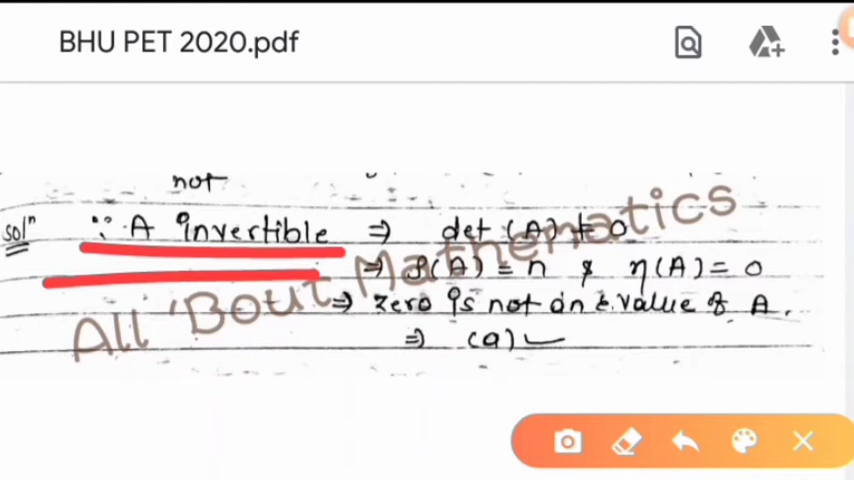 BHU PET 2020.pdf
not
solⁿ ∵ A invertible ⇒ det (A) ≠ 0
⇒ ρ(A) = n & η(A) = 0
⇒ zero is not an e.value of A.
⇒ (a) ✓
All 'Bout Mathematics